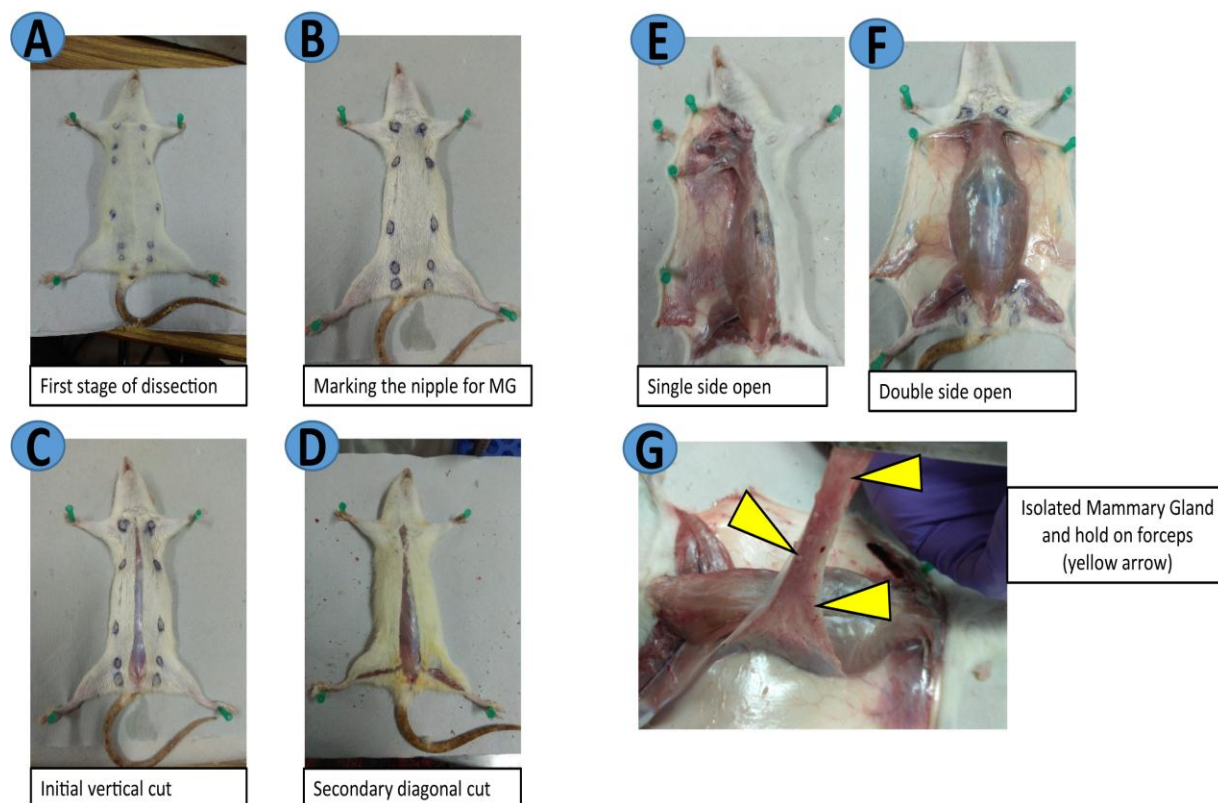 A
B
First stage of dissection
Marking the nipple for MG
C
D
Initial vertical cut
Secondary diagonal cut
E
F
Single side open
Double side open
G
Isolated Mammary Gland
and hold on forceps
(yellow arrow)